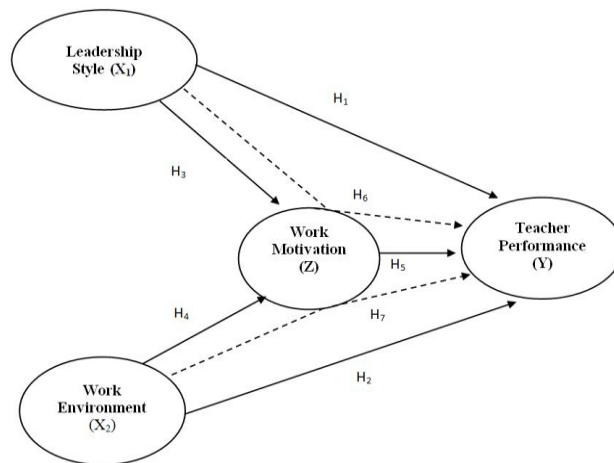 Leadership
Style (X₁)
H₁
H₃
H₆
Work
Motivation
(Z)
Teacher
Performance
(Y)
H₅
H₄
H₇
H₂
Work
Environment
(X₂)